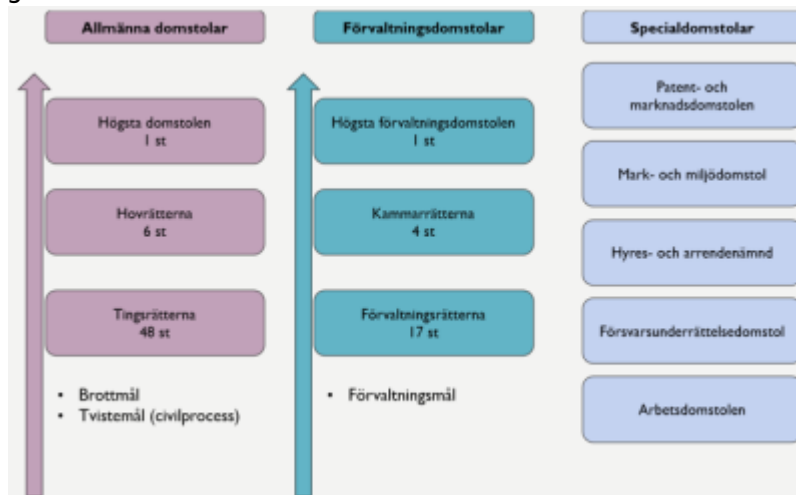 Allmänna domstolar
Högsta domstolen
1 st
Hovrätterna
6 st
Tingsrätterna
48 st
• Brottmål
• Tvistemål (civilprocess)
Förvaltningsdomstolar
Högsta förvaltningsdomstolen
1 st
Kammarrätterna
4 st
Förvaltningsrätterna
17 st
• Förvaltningsmål
Specialdomstolar
Patent- och
marknadsdomstolen
Mark- och miljödomstol
Hyres- och arrendenämnd
Försvarsunderrättelsedomstol
Arbetsdomstolen